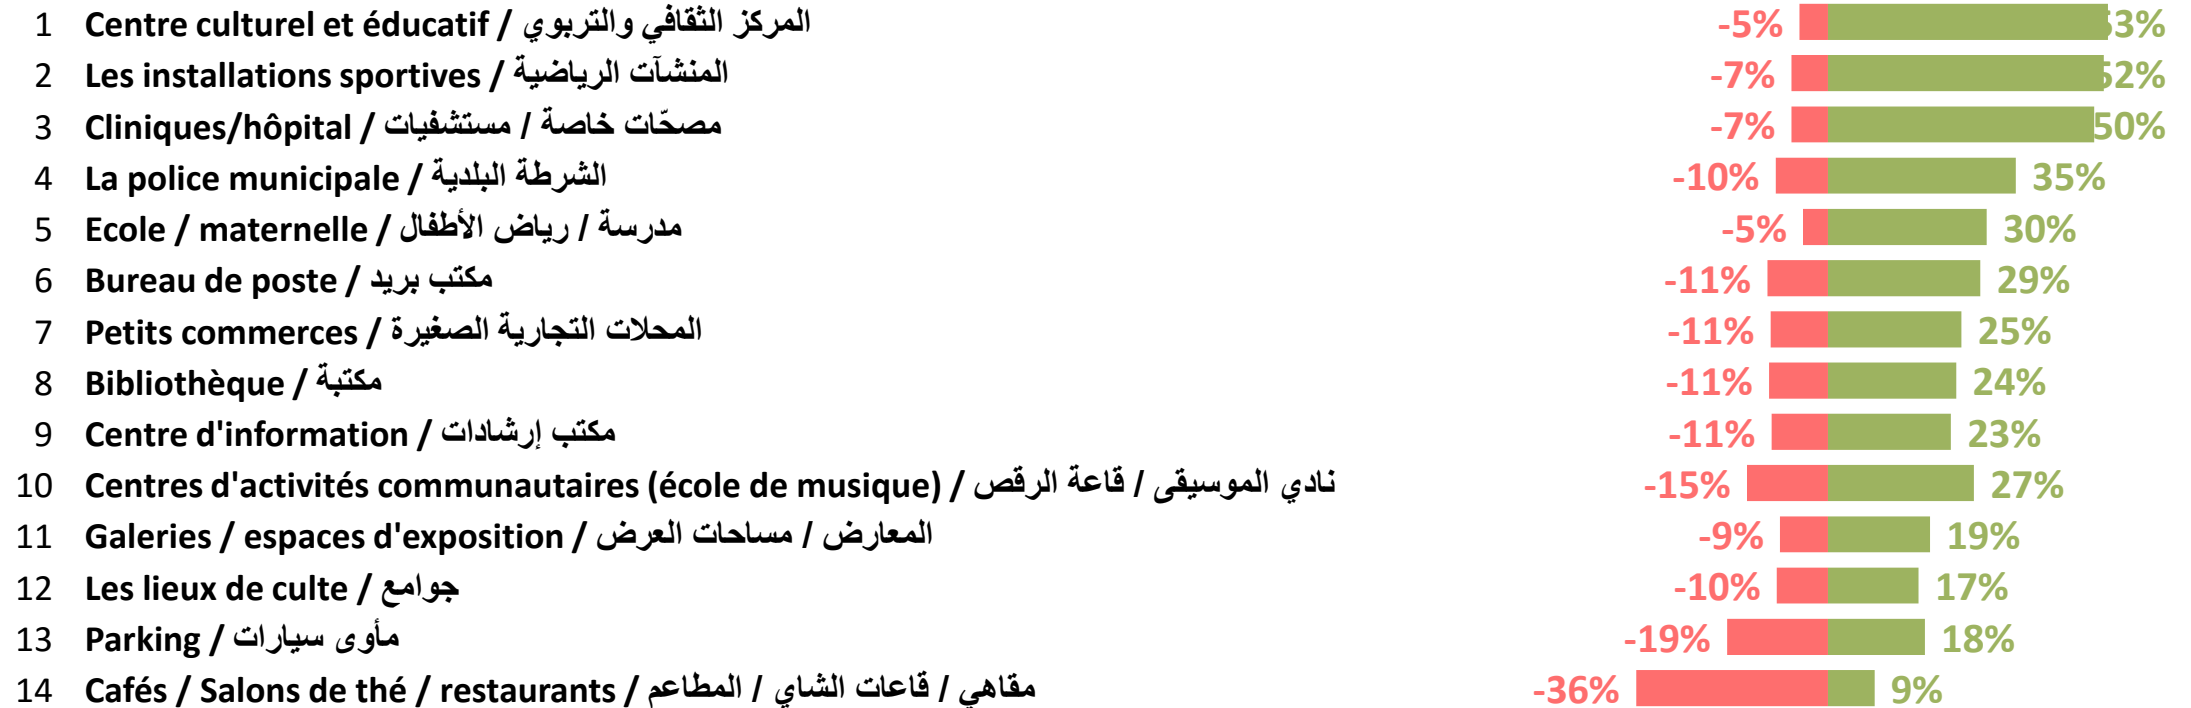 1 Centre culturel et éducatif / المركز الثقافي والتربوي -5% 53%
2 Les installations sportives / المنشآت الرياضية -7% 52%
3 Cliniques/hôpital / مصحّات خاصة / مستشفيات -7% 50%
4 La police municipale / الشرطة البلدية -10% 35%
5 Ecole / maternelle / مدرسة / رياض الأطفال -5% 30%
6 Bureau de poste / مكتب بريد -11% 29%
7 Petits commerces / المحلات التجارية الصغيرة -11% 25%
8 Bibliothèque / مكتبة -11% 24%
9 Centre d'information / مكتب إرشادات -11% 23%
10 Centres d'activités communautaires (école de musique) / نادي الموسيقى / قاعة الرقص -15% 27%
11 Galeries / espaces d'exposition / المعارض / مساحات العرض -9% 19%
12 Les lieux de culte / جوامع -10% 17%
13 Parking / مأوى سيارات -19% 18%
14 Cafés / Salons de thé / restaurants / مقاهي / قاعات الشاي / المطاعم -36% 9%